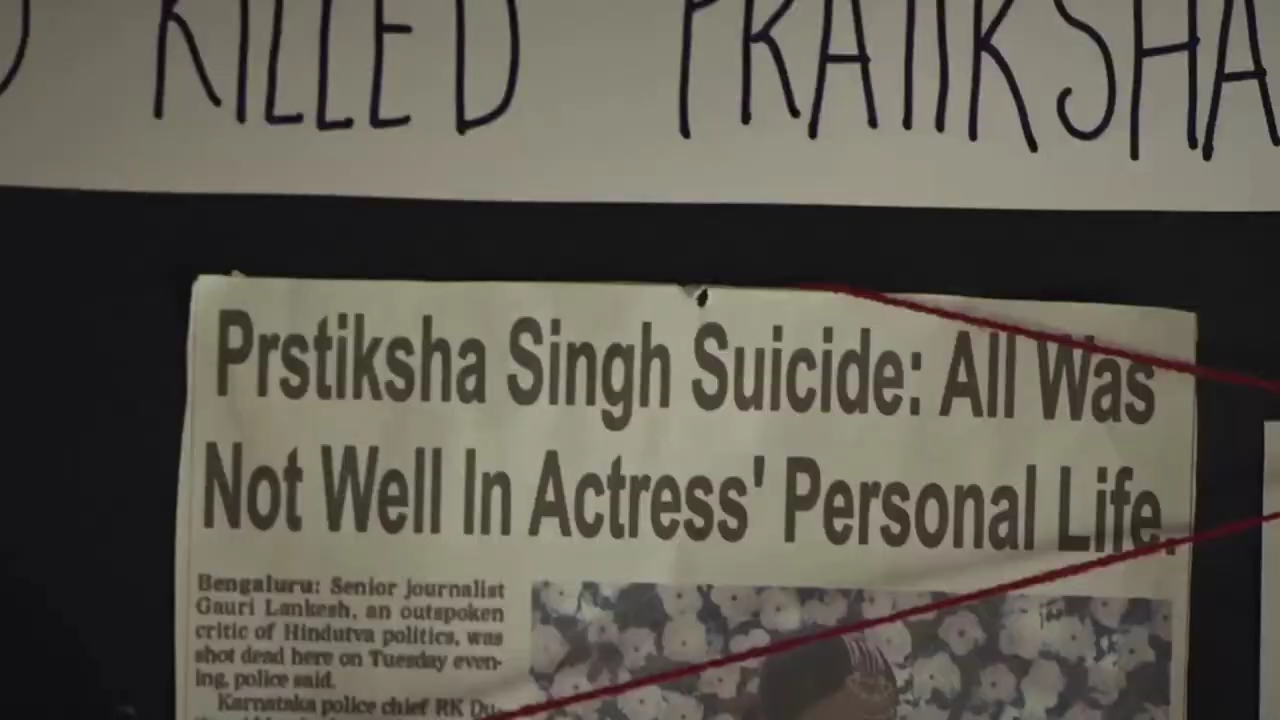 KILLED PRATIKSHA
Prstiksha Singh Suicide: All Was
Not Well In Actress' Personal Life.
Bengaluru: Senior journalist
Gauri Lankesh, an outspoken
critic of Hindutva politics, was
shot dead here on Tuesday even-
ing, police said.
Karnataka police chief RK Du-